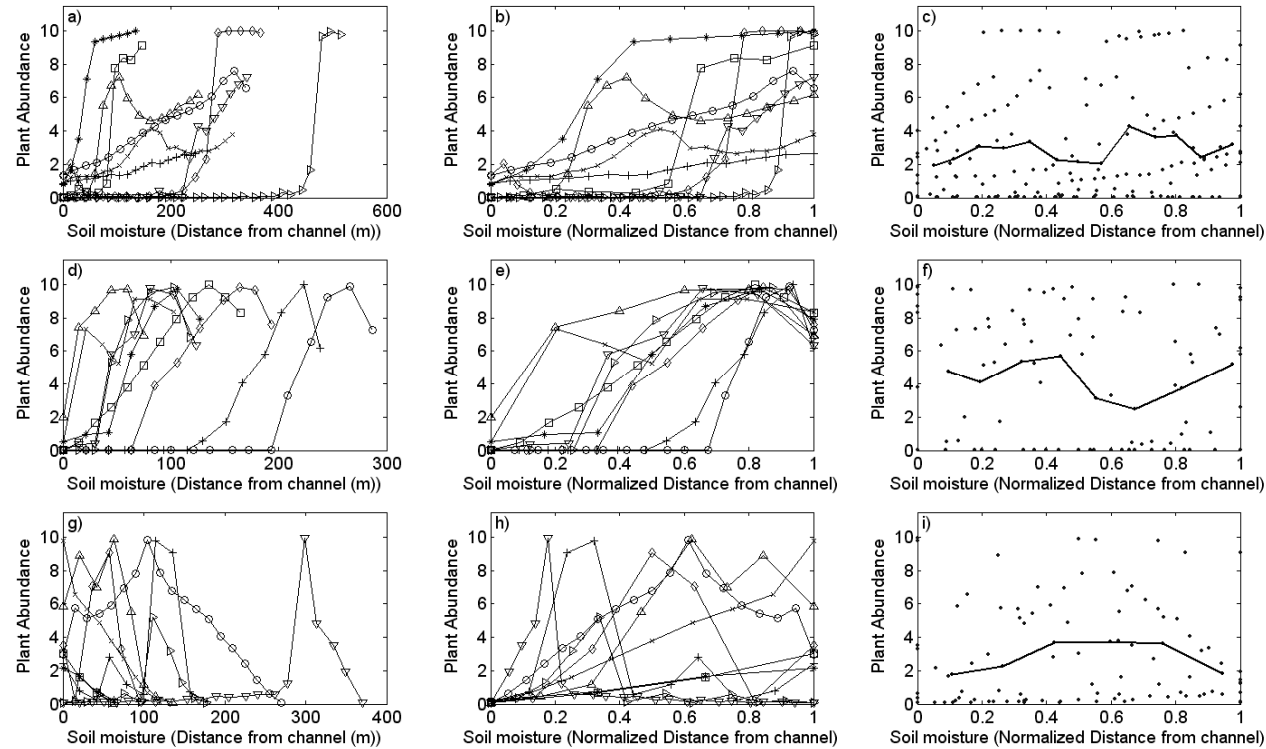 a)
10
8
6
4
2
0
Plant Abundance
0 200 400 600
Soil moisture (Distance from channel (m))
b)
10
8
6
4
2
0
Plant Abundance
0 0.2 0.4 0.6 0.8 1
Soil moisture (Normalized Distance from channel)
c)
10
8
6
4
2
0
Plant Abundance
0 0.2 0.4 0.6 0.8 1
Soil moisture (Normalized Distance from channel)
d)
10
8
6
4
2
0
Plant Abundance
0 100 200 300
Soil moisture (Distance from channel (m))
e)
10
8
6
4
2
0
Plant Abundance
0 0.2 0.4 0.6 0.8 1
Soil moisture (Normalized Distance from channel)
f)
10
8
6
4
2
0
Plant Abundance
0 0.2 0.4 0.6 0.8 1
Soil moisture (Normalized Distance from channel)
g)
10
8
6
4
2
0
Plant Abundance
0 100 200 300 400
Soil moisture (Distance from channel (m))
h)
10
8
6
4
2
0
Plant Abundance
0 0.2 0.4 0.6 0.8 1
Soil moisture (Normalized Distance from channel)
i)
10
8
6
4
2
0
Plant Abundance
0 0.2 0.4 0.6 0.8 1
Soil moisture (Normalized Distance from channel)